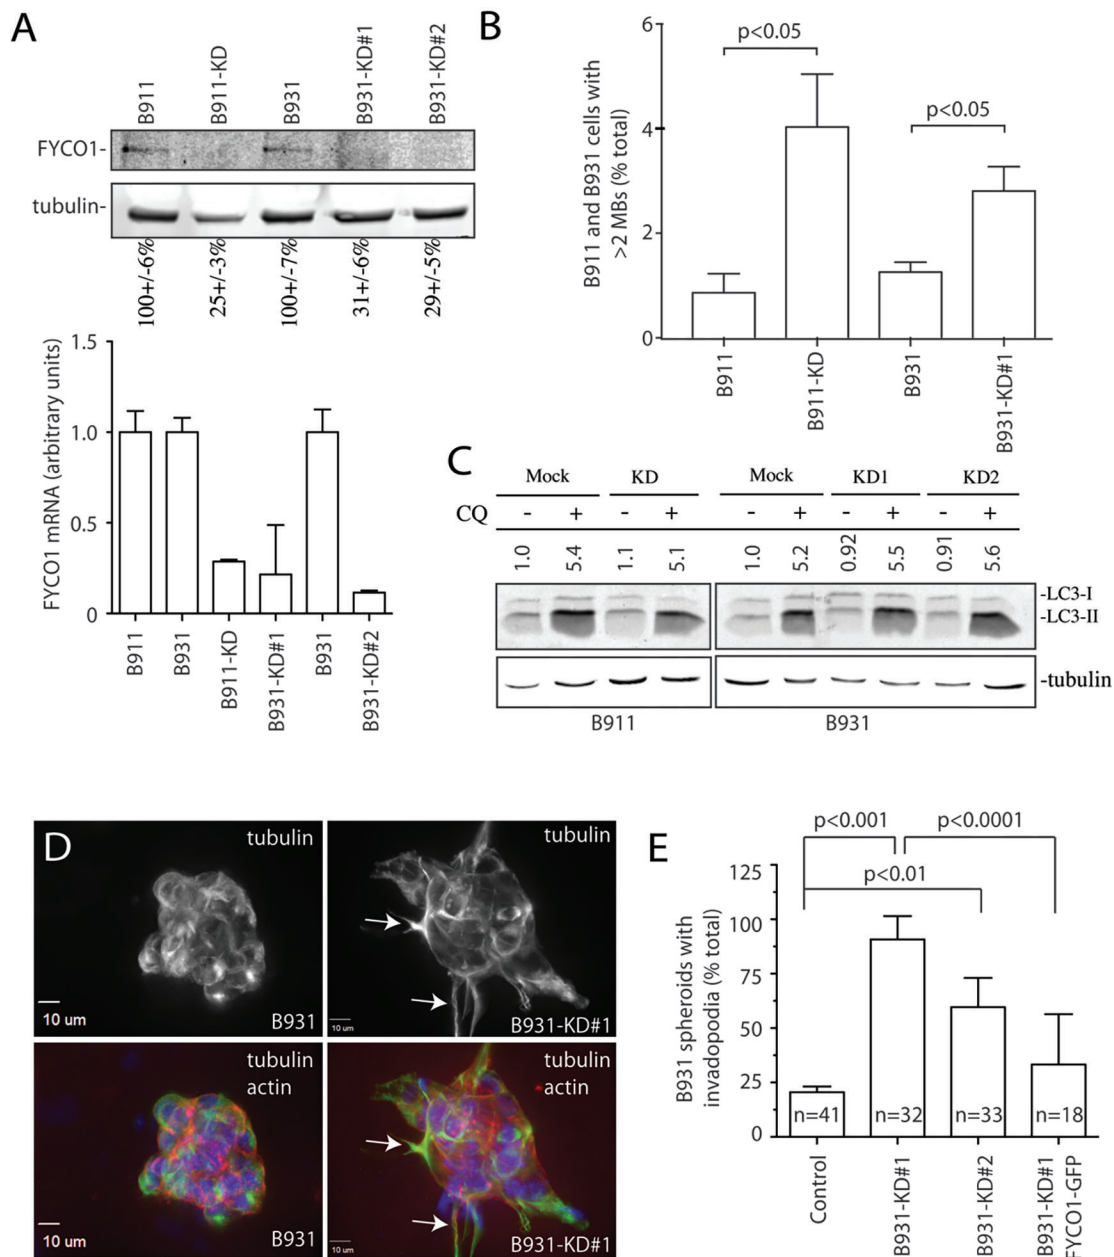 A
B911
B911-KD
B931
B931-KD#1
B931-KD#2
FYCO1-
tubulin-
100+/-6%
25+/-3%
100+/-7%
31+/-6%
29+/-5%
FYCO1 mRNA (arbitrary units)
1.5
1.0
0.5
0
B911
B931
B911-KD
B931-KD#1
B931
B931-KD#2
B
B911 and B931 cells with
>2 MBs (% total)
6
4
2
0
p<0.05
p<0.05
B911
B911-KD
B931
B931-KD#1
C
Mock
KD
Mock
KD1
KD2
CQ
-
+
-
+
-
+
-
+
-
+
1.0
5.4
1.1
5.1
1.0
5.2
0.92
5.5
0.91
5.6
-LC3-I
-LC3-II
-tubulin
B911
B931
D
tubulin
10 um
B931
tubulin
10 um
B931-KD#1
tubulin
actin
10 um
B931
tubulin
actin
10 um
B931-KD#1
E
B931 spheroids with
invadopodia (% total)
125
100
75
50
25
0
p<0.001
p<0.0001
p<0.01
n=41
n=32
n=33
n=18
Control
B931-KD#1
B931-KD#2
B931-KD#1
FYCO1-GFP